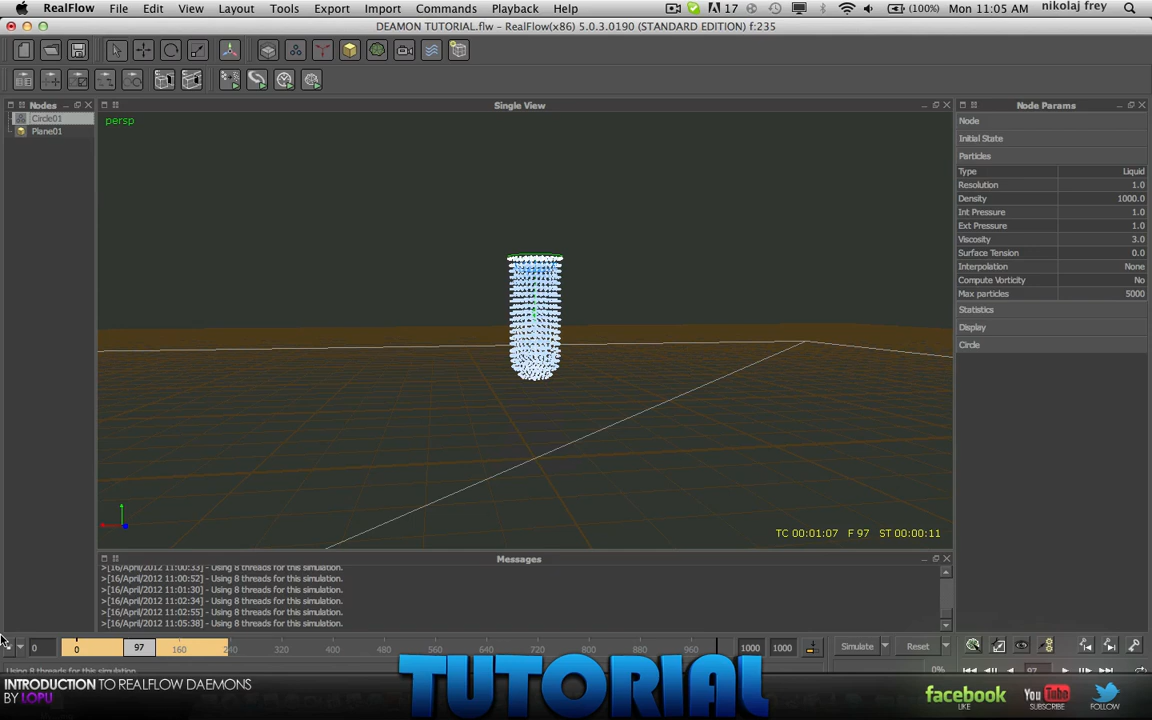 RealFlow File Edit View Layout Tools Export Import Commands Playback Help 17 (100%) Mon 11:05 AM nikolaj frey
DEAMON TUTORIAL.flw - RealFlow(x86) 5.0.3.0190 (STANDARD EDITION) f:235
Nodes
Circle01
Plane01
Single View
persp
TC 00:01:07 F 97 ST 00:00:11
Node Params
Node
Initial State
Particles
Type Liquid
Resolution 1.0
Density 1000.0
Int Pressure 1.0
Ext Pressure 1.0
Viscosity 3.0
Surface Tension 0.0
Interpolation None
Compute Vorticity No
Max particles 5000
Statistics
Display
Circle
Messages
>[16/April/2012 11:00:33] - Using 8 threads for this simulation.
>[16/April/2012 11:00:52] - Using 8 threads for this simulation.
>[16/April/2012 11:01:30] - Using 8 threads for this simulation.
>[16/April/2012 11:02:34] - Using 8 threads for this simulation.
>[16/April/2012 11:02:55] - Using 8 threads for this simulation.
>[16/April/2012 11:05:38] - Using 8 threads for this simulation.
0 0 97 160 240 320 400 480 560 640 720 800 880 960 1000 1000 Simulate Reset
Using 8 threads for this simulation. 0% 97
INTRODUCTION TO REALFLOW DAEMONS
BY LOPU
TUTORIAL
facebook
LIKE
YouTube
SUBSCRIBE
FOLLOW